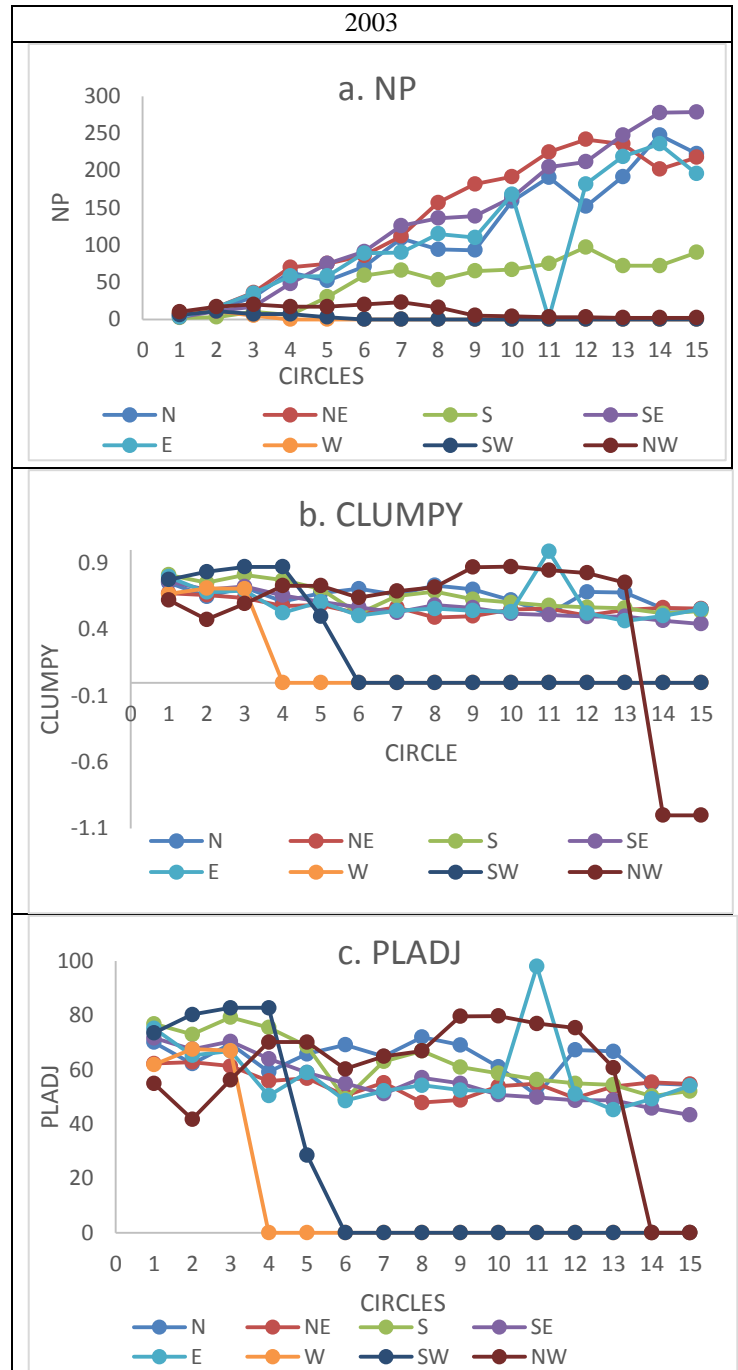 2003
a. NP
300
250
200
150
100
50
0
NP
0 1 2 3 4 5 6 7 8 9 10 11 12 13 14 15
CIRCLES
N NE S SE
E W SW NW
b. CLUMPY
0.9
0.4
-0.1
-0.6
-1.1
CLUMPY
0 1 2 3 4 5 6 7 8 9 10 11 12 13 14 15
CIRCLE
N NE S SE
E W SW NW
c. PLADJ
100
80
60
40
20
0
PLADJ
0 1 2 3 4 5 6 7 8 9 10 11 12 13 14 15
CIRCLES
N NE S SE
E W SW NW